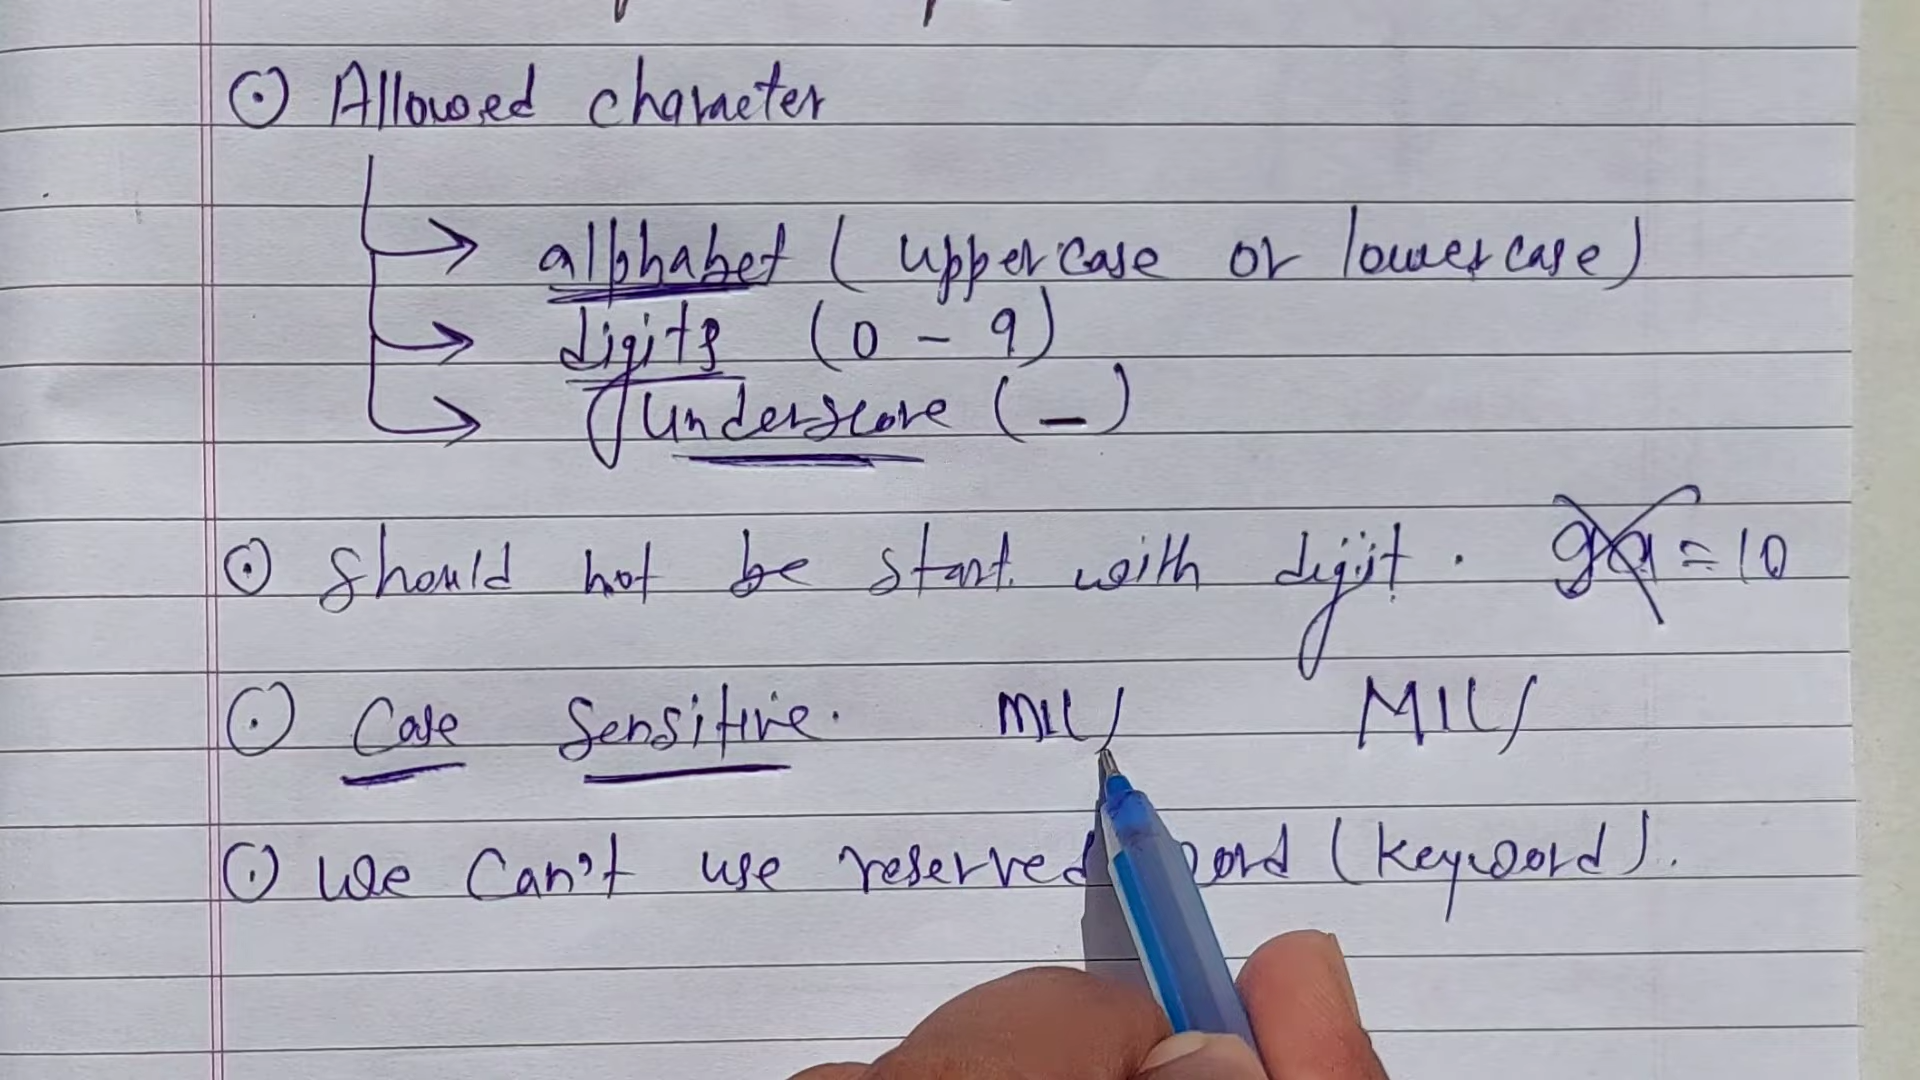 ⊙ Allowed character
→ alphabet ( uppercase or lowercase )
→ digits ( 0 - 9 )
→ underscore ( _ )
⊙ Should not be start with digit . = 10
⊙ Case Sensitive.
⊙ We can't use reserved word ( keyword ) .